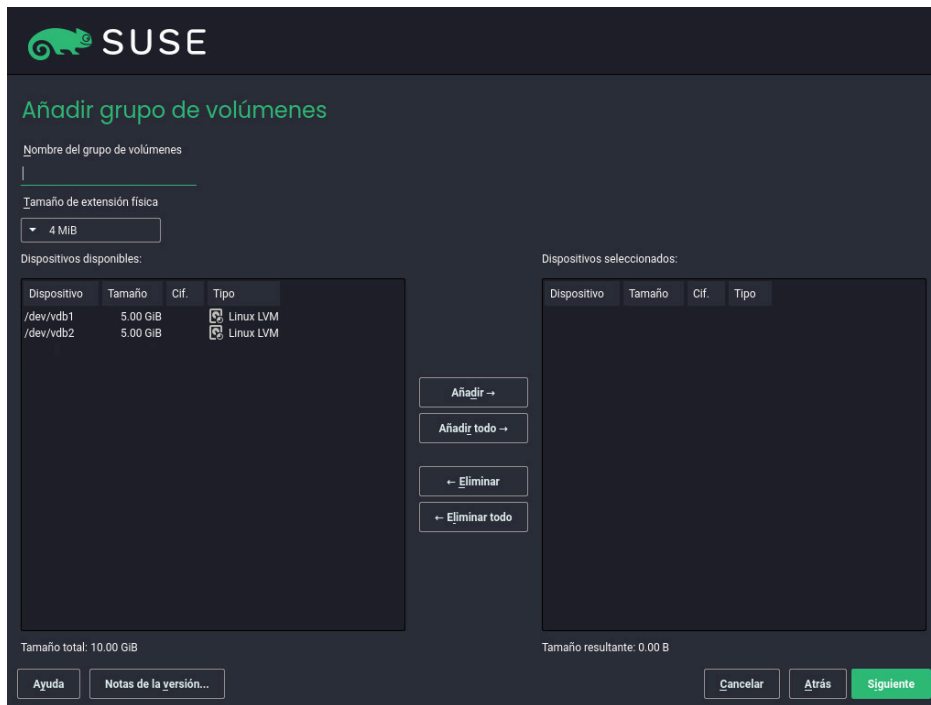 SUSE
Añadir grupo de volúmenes
Nombre del grupo de volúmenes
Tamaño de extensión física
4 MiB
Dispositivos disponibles:
Dispositivo Tamaño Cif. Tipo
/dev/vdb1 5.00 GiB Linux LVM
/dev/vdb2 5.00 GiB Linux LVM
Tamaño total: 10.00 GiB
Añadir →
Añadir todo →
← Eliminar
← Eliminar todo
Dispositivos seleccionados:
Dispositivo Tamaño Cif. Tipo
Tamaño resultante: 0.00 B
Ayuda Notas de la versión... Cancelar Atrás Siguiente